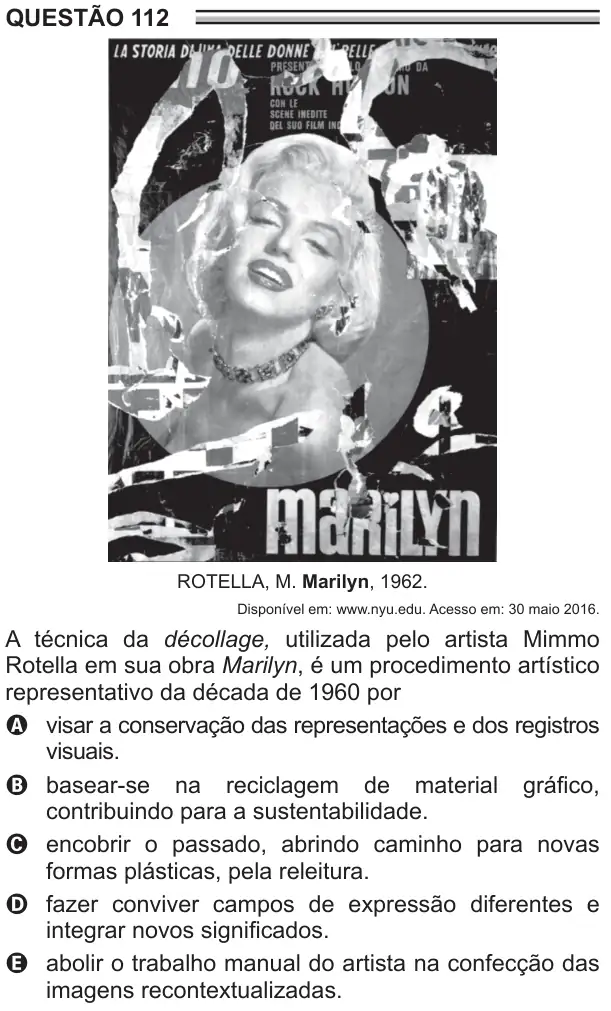 QUESTÃO 112
LA STORIA DELLE DONNE
PRESENT DA
ROCK
CON LE
SCENE INEDITE
DEL SUO FILM
MARiLYN
ROTELLA, M. Marilyn, 1962.
Disponível em: www.nyu.edu. Acesso em: 30 maio 2016.
A técnica da décollage, utilizada pelo artista Mimmo
Rotella em sua obra Marilyn, é um procedimento artístico
representativo da década de 1960 por
A visar a conservação das representações e dos registros
visuais.
B basear-se na reciclagem de material gráfico,
contribuindo para a sustentabilidade.
C encobrir o passado, abrindo caminho para novas
formas plásticas, pela releitura.
D fazer conviver campos de expressão diferentes e
integrar novos significados.
E abolir o trabalho manual do artista na confecção das
imagens recontextualizadas.